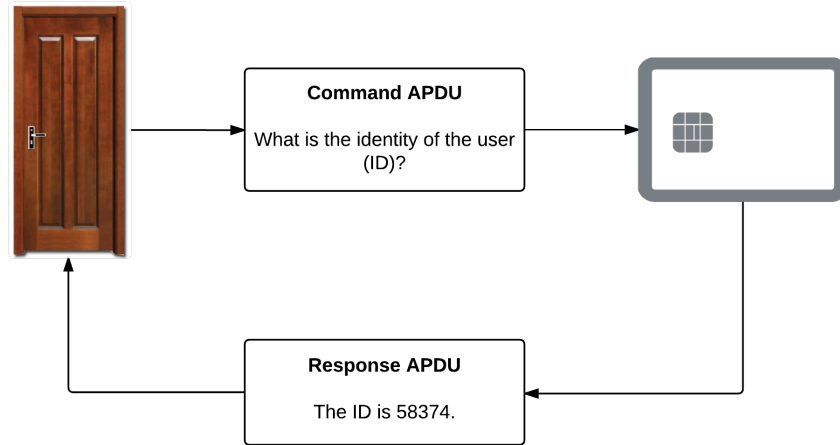 Command APDU
What is the identity of the user
(ID)?
Response APDU
The ID is 58374.